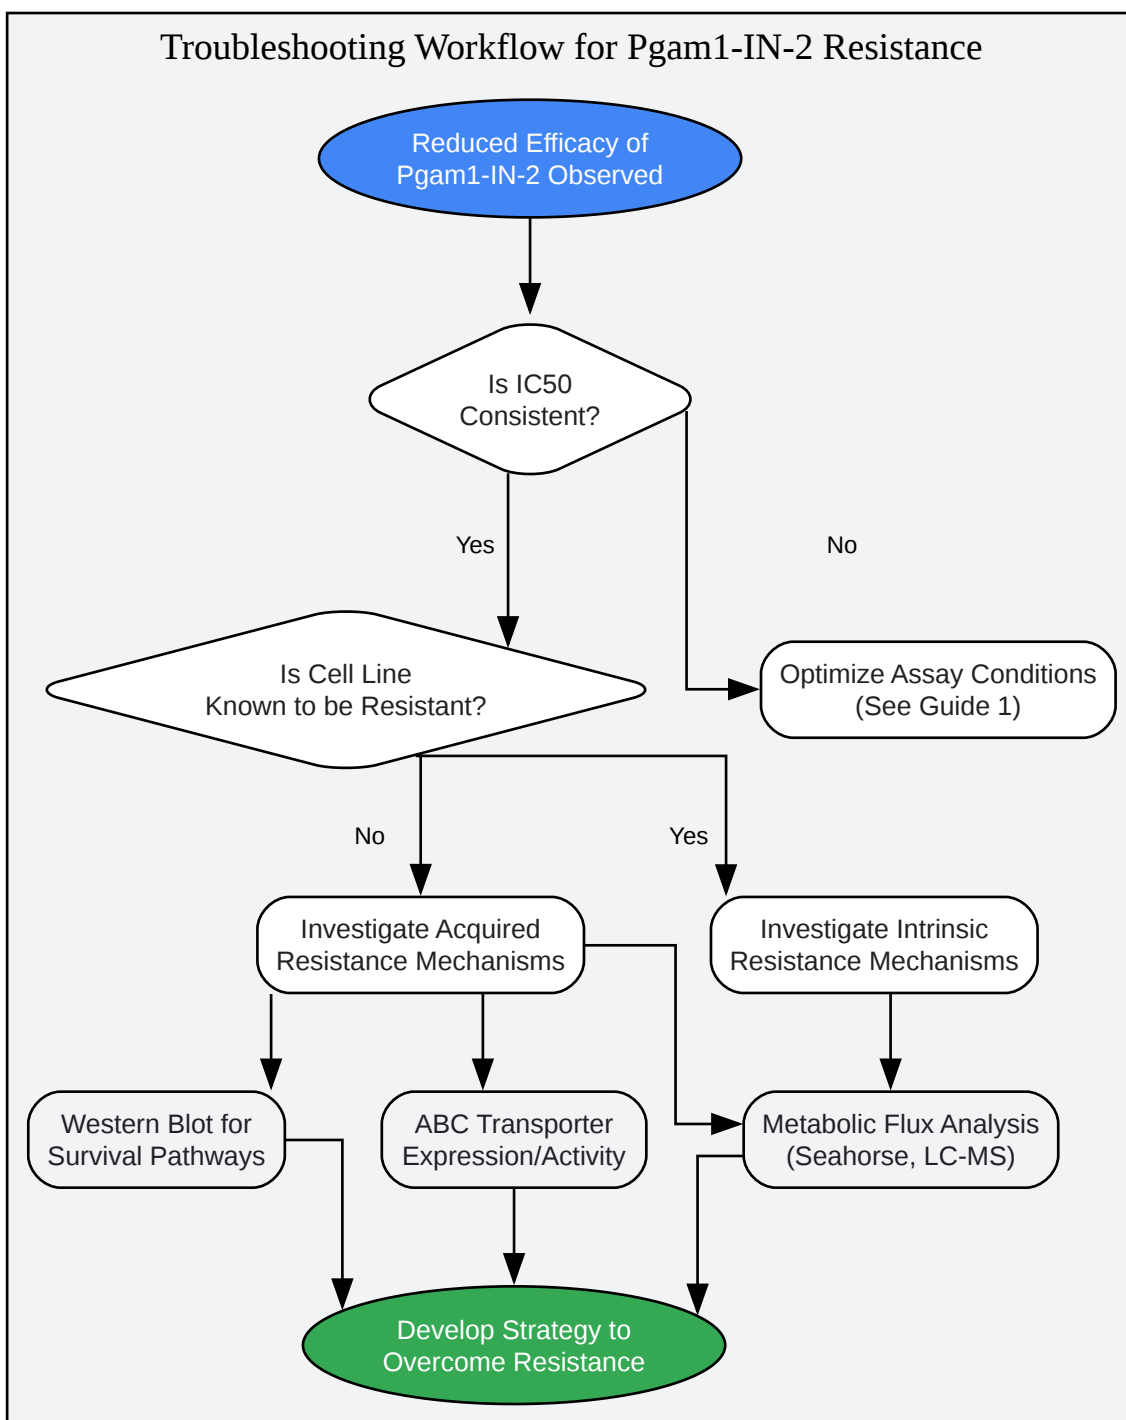 Troubleshooting Workflow for Pgam1-IN-2 Resistance
Reduced Efficacy of
Pgam1-IN-2 Observed
Is IC50
Consistent?
Yes
No
Is Cell Line
Known to be Resistant?
Optimize Assay Conditions
(See Guide 1)
No
Yes
Investigate Acquired
Resistance Mechanisms
Investigate Intrinsic
Resistance Mechanisms
Western Blot for
Survival Pathways
ABC Transporter
Expression/Activity
Metabolic Flux Analysis
(Seahorse, LC-MS)
Develop Strategy to
Overcome Resistance